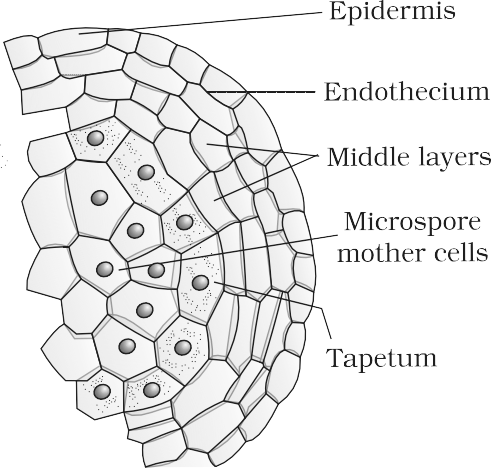 Epidermis
Endothecium
Middle layers
Microspore
mother cells
Tapetum